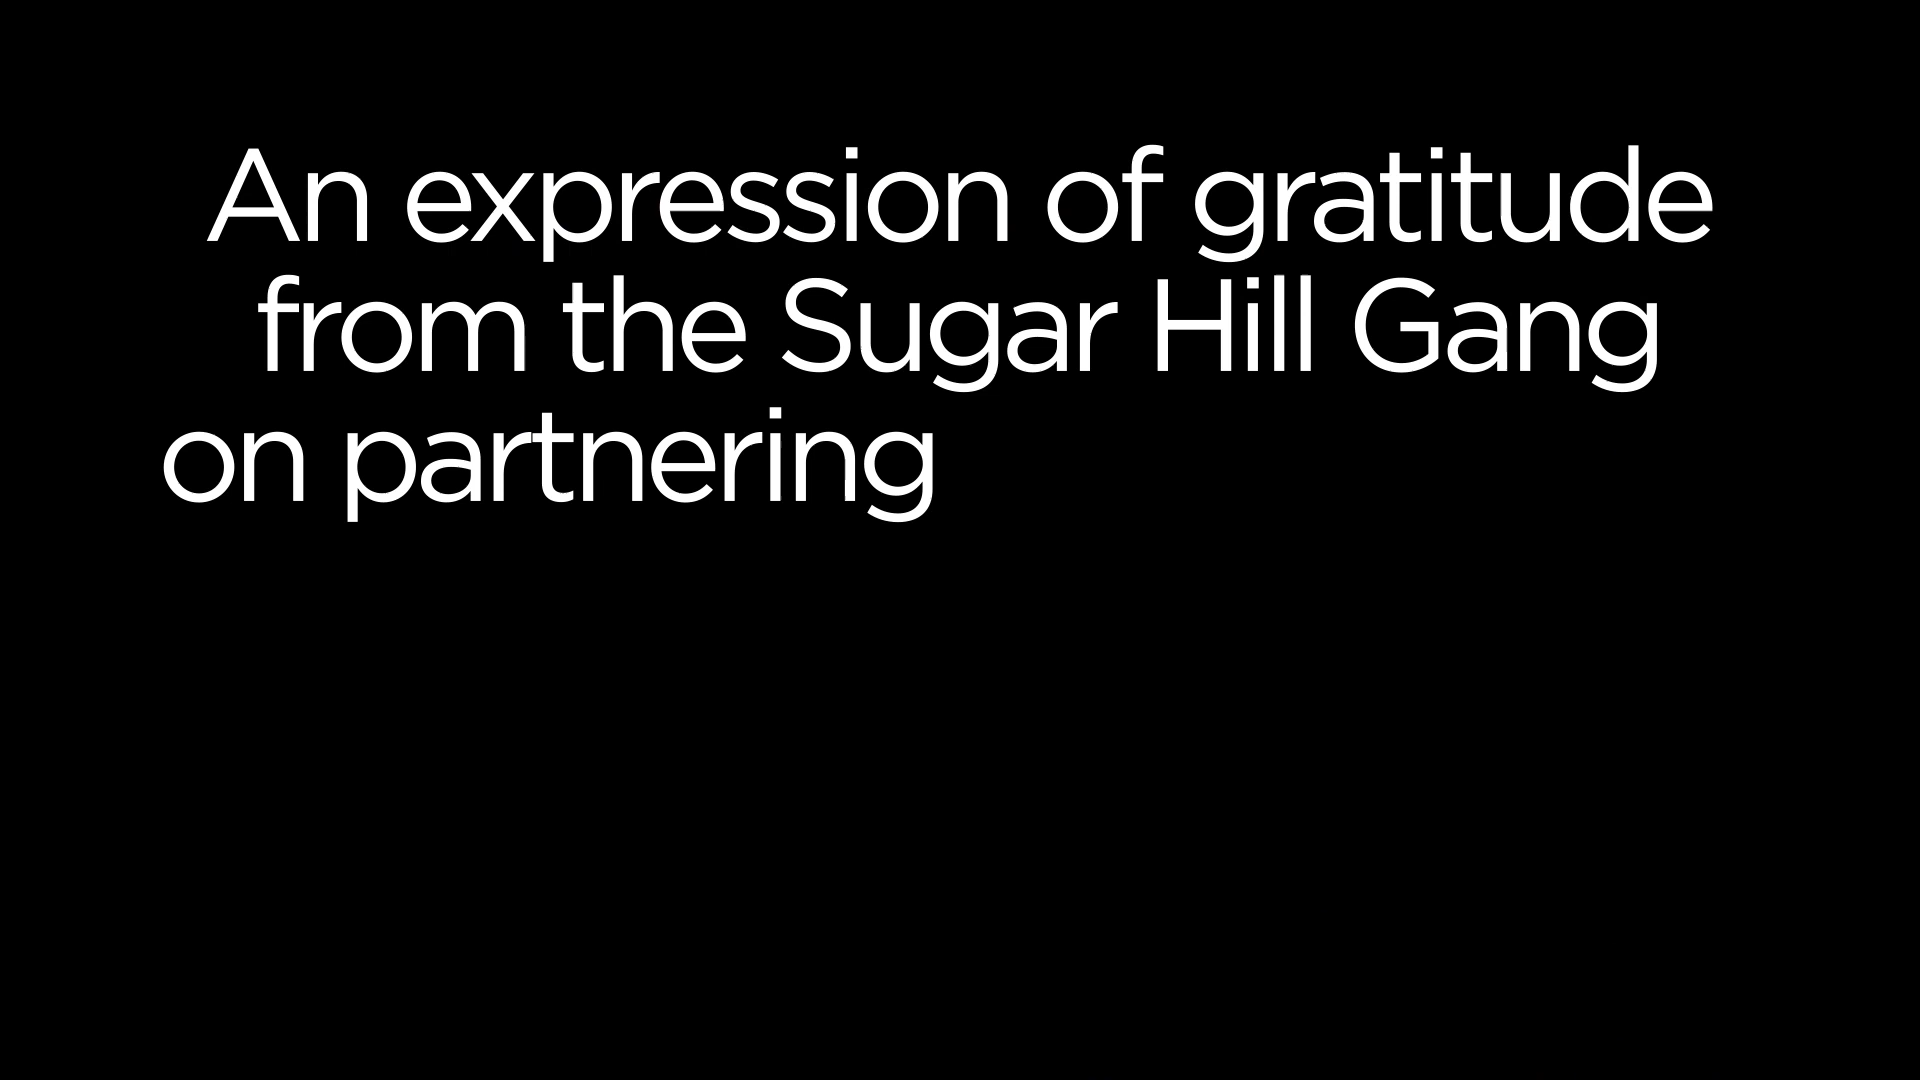 An expression of gratitude
from the Sugar Hill Gang
on partnering